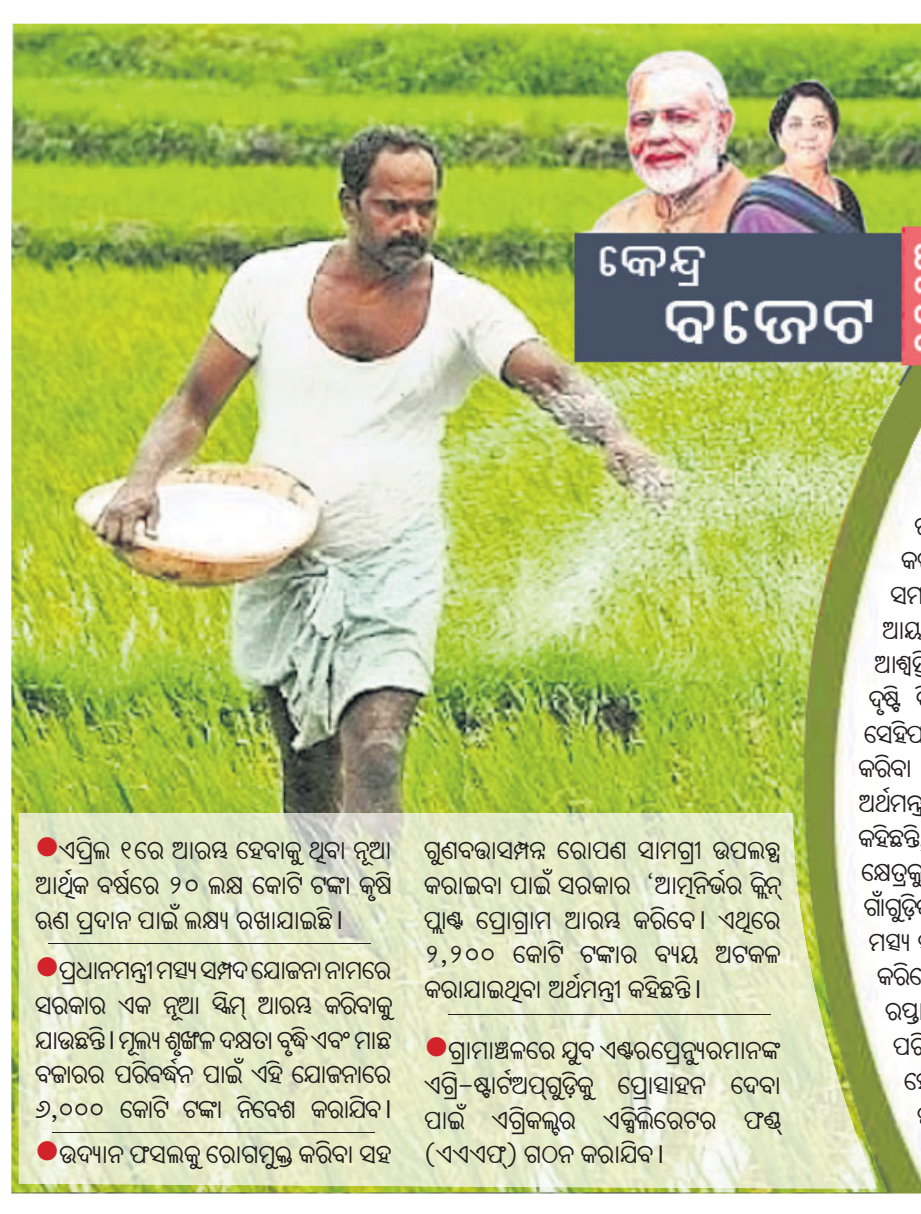 କେନ୍ଦ୍ର
ବଜେଟ
●ଏପ୍ରିଲ ୧ରେ ଆରମ୍ଭ ହେବାକୁ ଥିବା ନୂଆ
ଆର୍ଥିକ ବର୍ଷରେ ୨୦ ଲକ୍ଷ କୋଟି ଟଙ୍କା କୃଷି
ଋଣ ପ୍ରଦାନ ପାଇଁ ଲକ୍ଷ୍ୟ ରଖାଯାଇଛି।
●ପ୍ରଧାନମନ୍ତ୍ରୀ ମତ୍ସ୍ୟ ସମ୍ପଦ ଯୋଜନା ନାମରେ
ସରକାର ଏକ ନୂଆ ସ୍କିମ୍ ଆରମ୍ଭ କରିବାକୁ
ଯାଉଛନ୍ତି। ମୂଲ୍ୟ ଶୃଙ୍ଖଳ ଦକ୍ଷତା ବୃଦ୍ଧି ଏବଂ ମାଛ
ବଜାରର ପରିବର୍ଦ୍ଧନ ପାଇଁ ଏହି ଯୋଜନାରେ
୬,୦୦୦ କୋଟି ଟଙ୍କା ନିବେଶ କରାଯିବ।
●ଉଦ୍ୟାନ ଫସଲକୁ ରୋଗମୁକ୍ତ କରିବା ସହ
ଗୁଣବତ୍ତାସମ୍ପନ୍ନ ରୋପଣ ସାମଗ୍ରୀ ଉପଲବ୍ଧ
କରାଇବା ପାଇଁ ସରକାର ‘ଆତ୍ମନିର୍ଭର କ୍ଲିନ୍
ପ୍ଲାଣ୍ଟ ପ୍ରୋଗ୍ରାମ ଆରମ୍ଭ କରିବେ। ଏଥିରେ
୨,୨୦୦ କୋଟି ଟଙ୍କାର ବ୍ୟୟ ଅଟକଳ
କରାଯାଇଥିବା ଅର୍ଥମନ୍ତ୍ରୀ କହିଛନ୍ତି।
●ଗ୍ରାମାଞ୍ଚଳରେ ଯୁବ ଏଣ୍ଟରପ୍ରେନ୍ୟୁରମାନଙ୍କ
ଏଗ୍ରି-ଷ୍ଟାର୍ଟଅପ୍‌ଗୁଡ଼ିକୁ ପ୍ରୋତ୍ସାହନ ଦେବା
ପାଇଁ ଏଗ୍ରିକଲ୍ଚର ଏକ୍ସିଲିରେଟର ଫଣ୍ଡ୍
(ଏଏଏଫ୍) ଗଠନ କରାଯିବ।
ଦୃଷ୍ଟି
କରିବା
କହିଛନ୍ତି
ମତ୍ସ୍ୟ